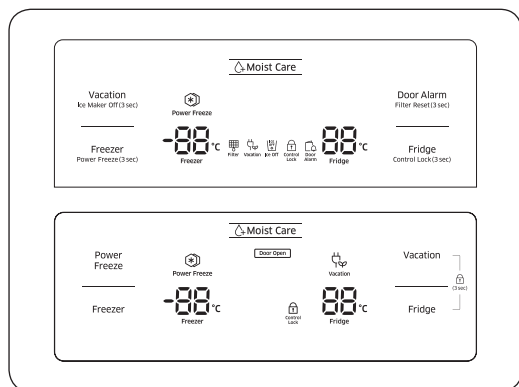 Moist Care
Vacation
Ice Maker Off (3 sec)
Power Freeze
Door Alarm
Filter Reset (3 sec)
Freezer
Power Freeze (3 sec)
-88 °C
Freezer
Filter
Vacation
Ice Off
Control
Lock
Door
Alarm
88 °C
Fridge
Fridge
Control Lock (3 sec)
Moist Care
Power
Freeze
Power Freeze
Door Open
Vacation
Vacation
(3 sec)
Freezer
-88 °C
Freezer
Control
Lock
88 °C
Fridge
Fridge